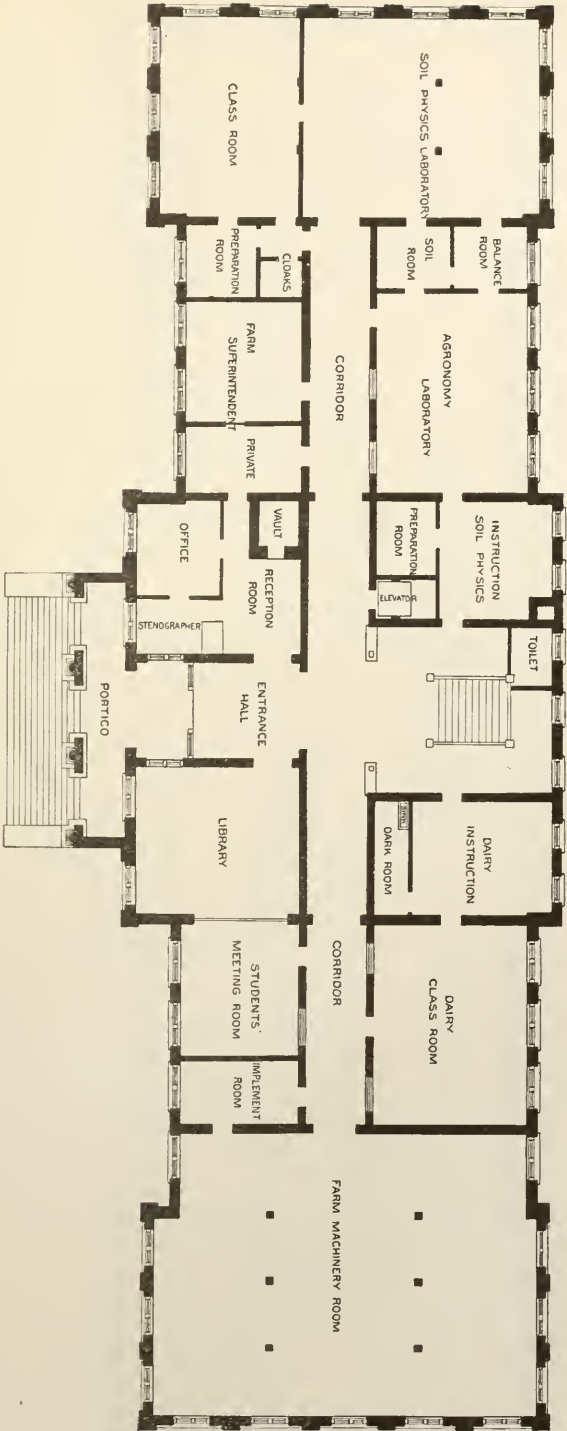 SOIL PHYSICS LABORATORY
CLASS ROOM
BALANCE
ROOM
SOIL
ROOM
CLOAKS
PREPARATION
ROOM
AGRONOMY
LABORATORY
CORRIDOR
FARM
SUPERINTENDENT
PRIVATE
INSTRUCTION
SOIL PHYSICS
PREPARATION
ROOM
ELEVATOR
VAULT
RECEPTION
ROOM
OFFICE
STENOGRAPHER
TOILET
ENTRANCE
HALL
PORTICO
DAIRY
INSTRUCTION
SINK
DARK ROOM
LIBRARY
DAIRY
CLASS ROOM
CORRIDOR
STUDENTS'
MEETING ROOM
IMPLEMENT
ROOM
FARM MACHINERY ROOM